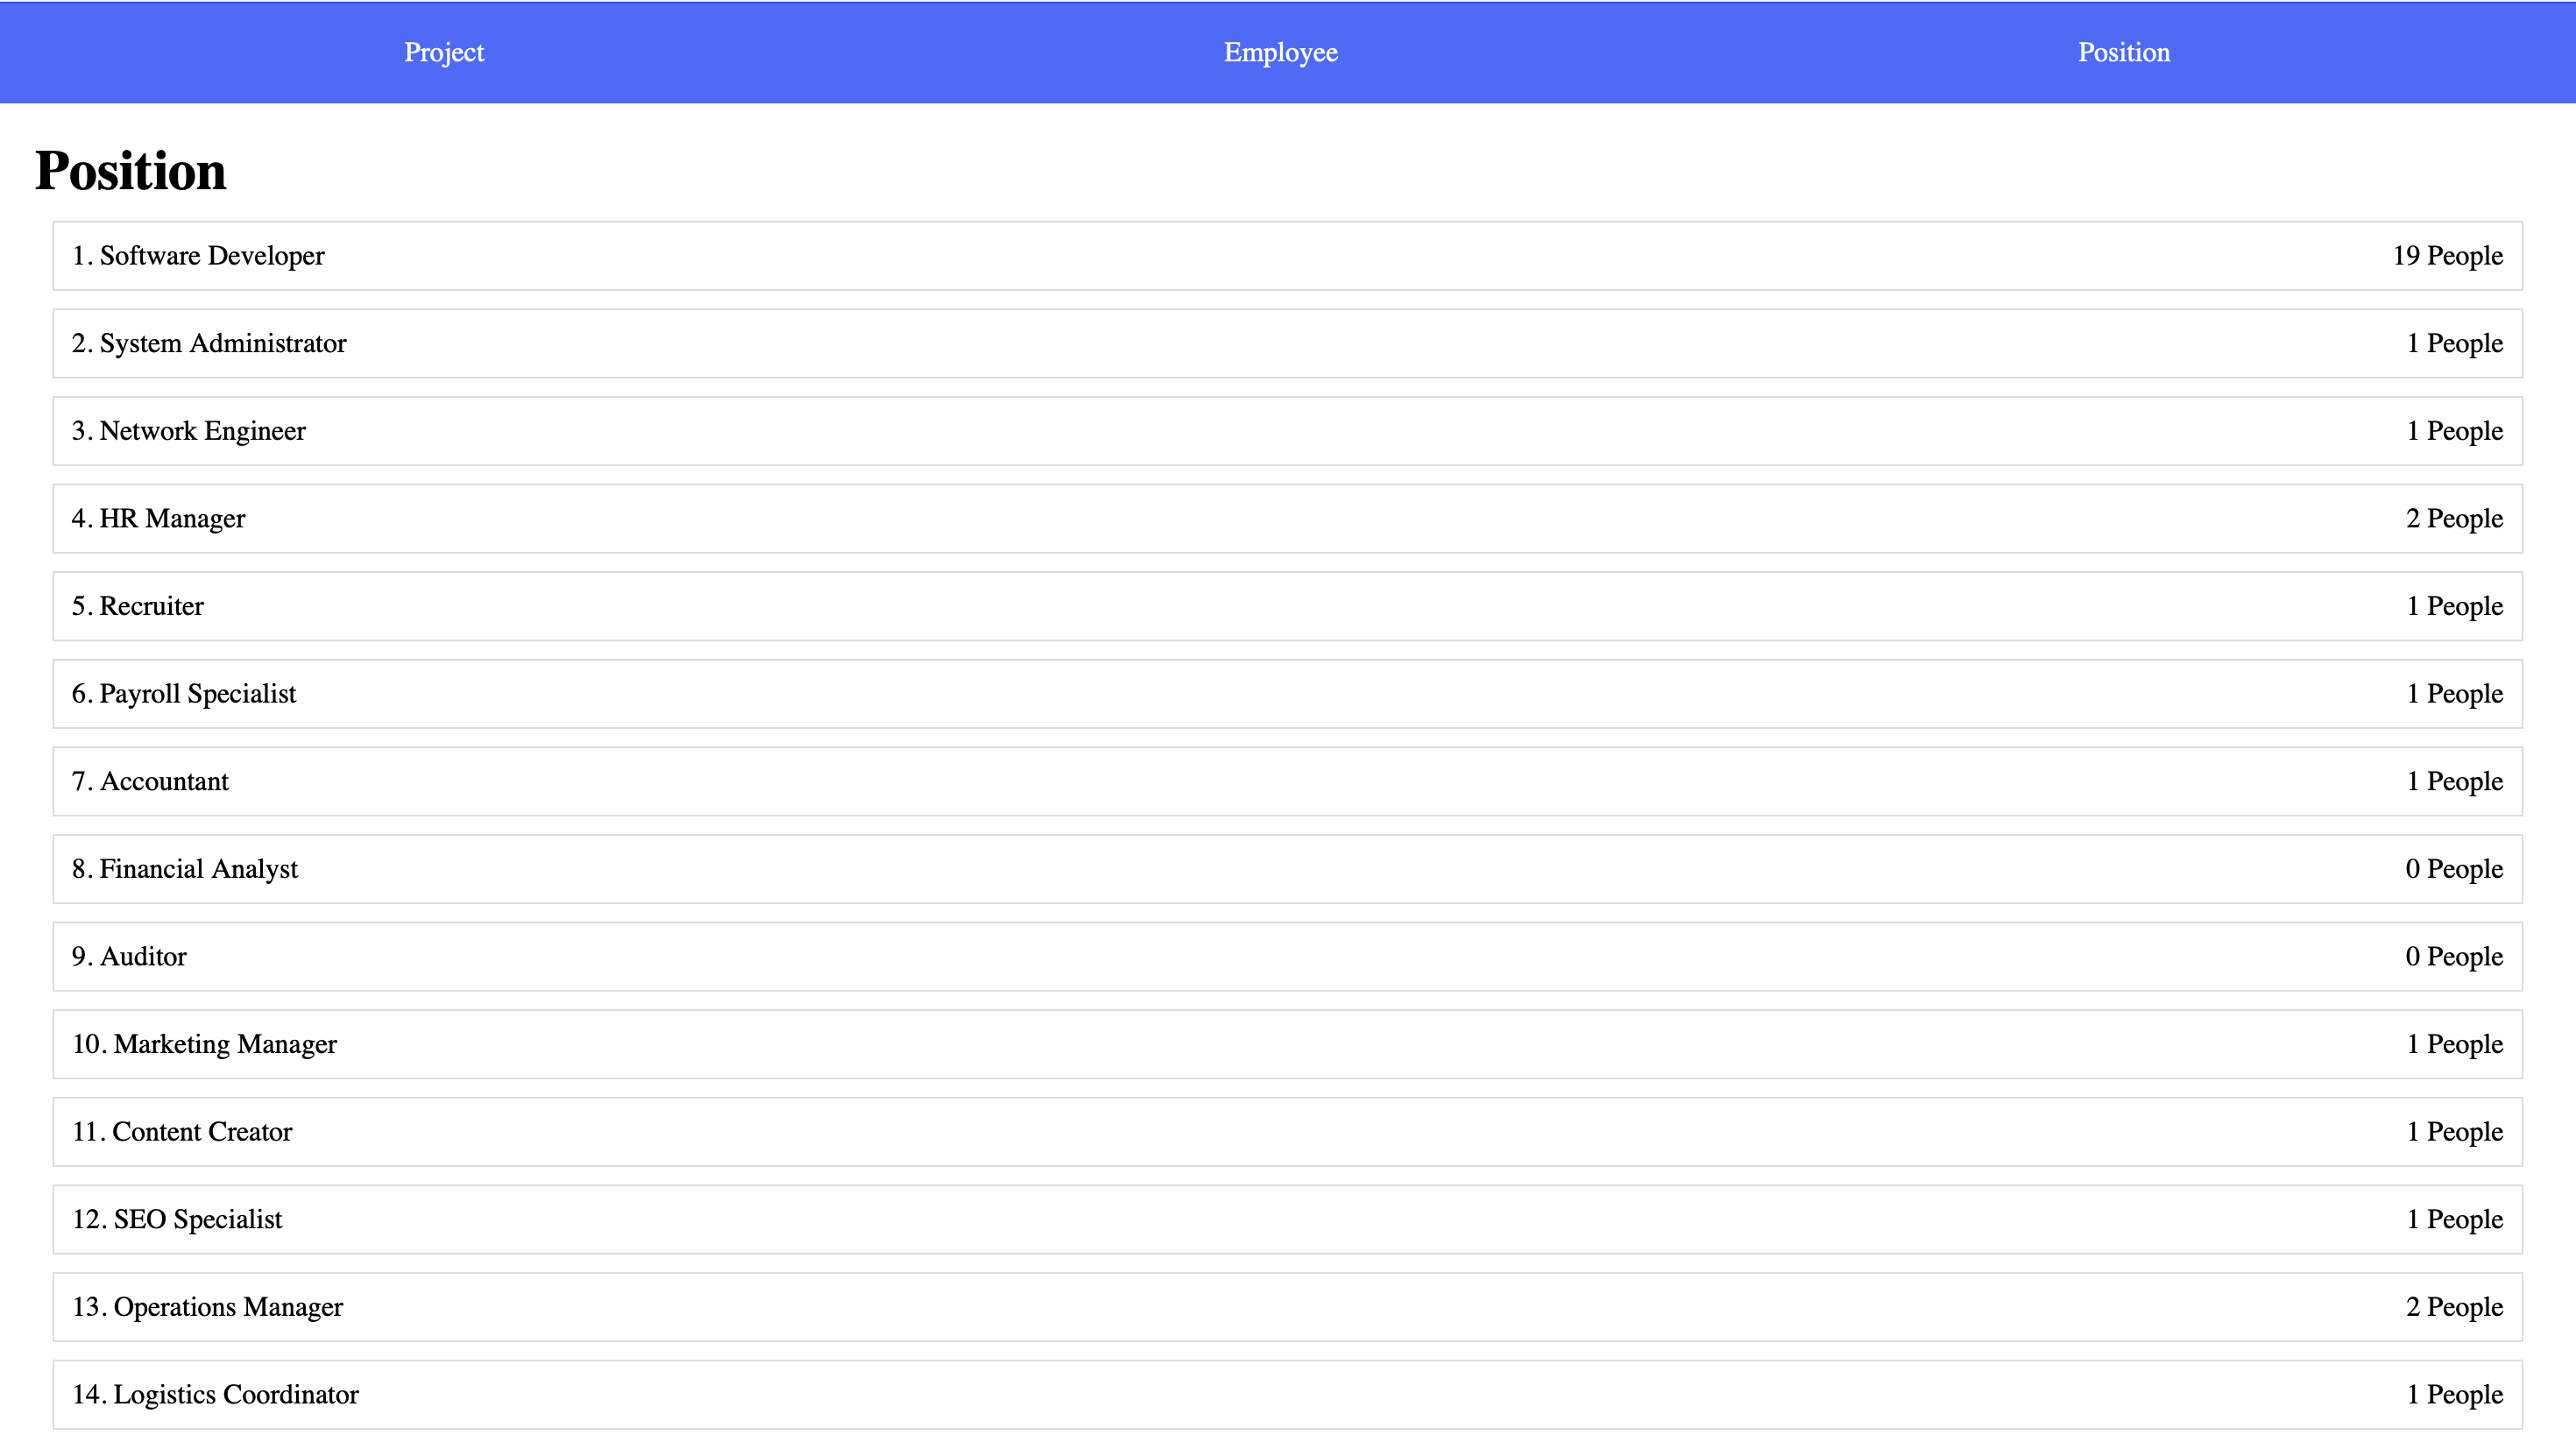 Project Employee Position
Position
1. Software Developer 19 People
2. System Administrator 1 People
3. Network Engineer 1 People
4. HR Manager 2 People
5. Recruiter 1 People
6. Payroll Specialist 1 People
7. Accountant 1 People
8. Financial Analyst 0 People
9. Auditor 0 People
10. Marketing Manager 1 People
11. Content Creator 1 People
12. SEO Specialist 1 People
13. Operations Manager 2 People
14. Logistics Coordinator 1 People